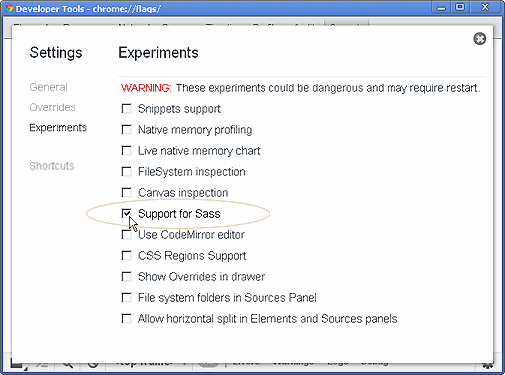 Developer Tools - chrome://flags/
Settings
Experiments
General
Overrides
Experiments
Shortcuts
WARNING: These experiments could be dangerous and may require restart.
Snippets support
Native memory profiling
Live native memory chart
FileSystem inspection
Canvas inspection
Support for Sass
Use CodeMirror editor
CSS Regions Support
Show Overrides in drawer
File system folders in Sources Panel
Allow horizontal split in Elements and Sources panels